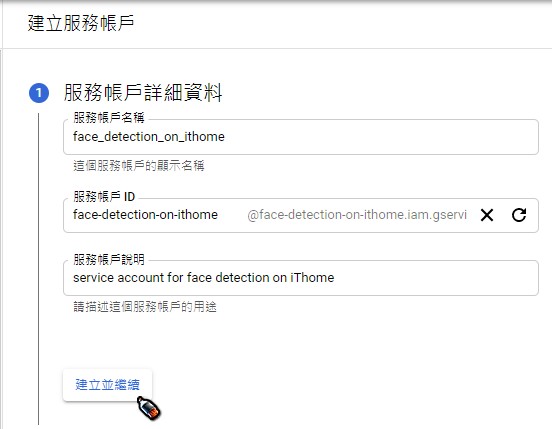 建立服務帳戶
1 服務帳戶詳細資料
服務帳戶名稱
face_detection_on_ithome
這個服務帳戶的顯示名稱
服務帳戶 ID
face-detection-on-ithome @face-detection-on-ithome.iam.gservi
服務帳戶說明
service account for face detection on iThome
請描述這個服務帳戶的用途
建立並繼續